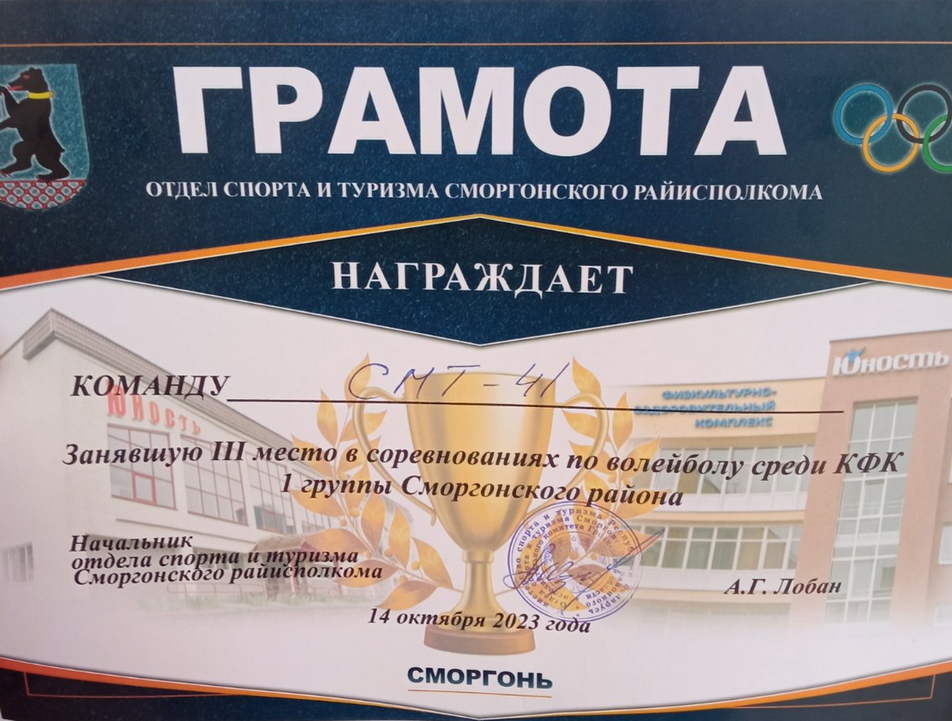 ГРАМОТА
ОТДЕЛ СПОРТА И ТУРИЗМА СМОРГОНСКОГО РАЙИСПОЛКОМА
НАГРАЖДАЕТ
Юность
КОМАНДУ СМТ-41
ФИЗКУЛЬТУРНО-
ОЗДОРОВИТЕЛЬНЫЙ
КОМПЛЕКС
Юность
Занявшую III место в соревнованиях по волейболу среди КФК
1 группы Сморгонского района
Начальник
отдела спорта и туризма
Сморгонского райисполкома
А.Г. Лобан
14 октября 2023 года
СМОРГОНЬ